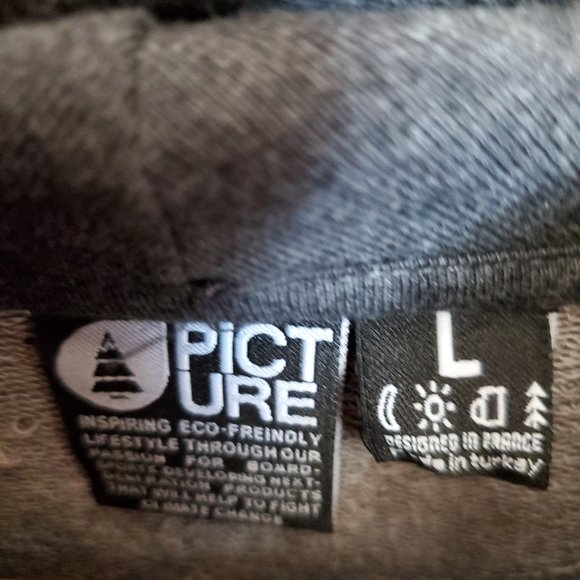 PiCT
URE
INSPIRING ECO-FREINDLY
LIFESTYLE THROUGH OUR
PASSION FOR BOARD-
SPORTS. DEVELOPING NEXT-
GENERATION PRODUCTS
THAT WILL HELP TO FIGHT
CLIMATE CHANGE
L
DESIGNED IN FRANCE
made in turkey